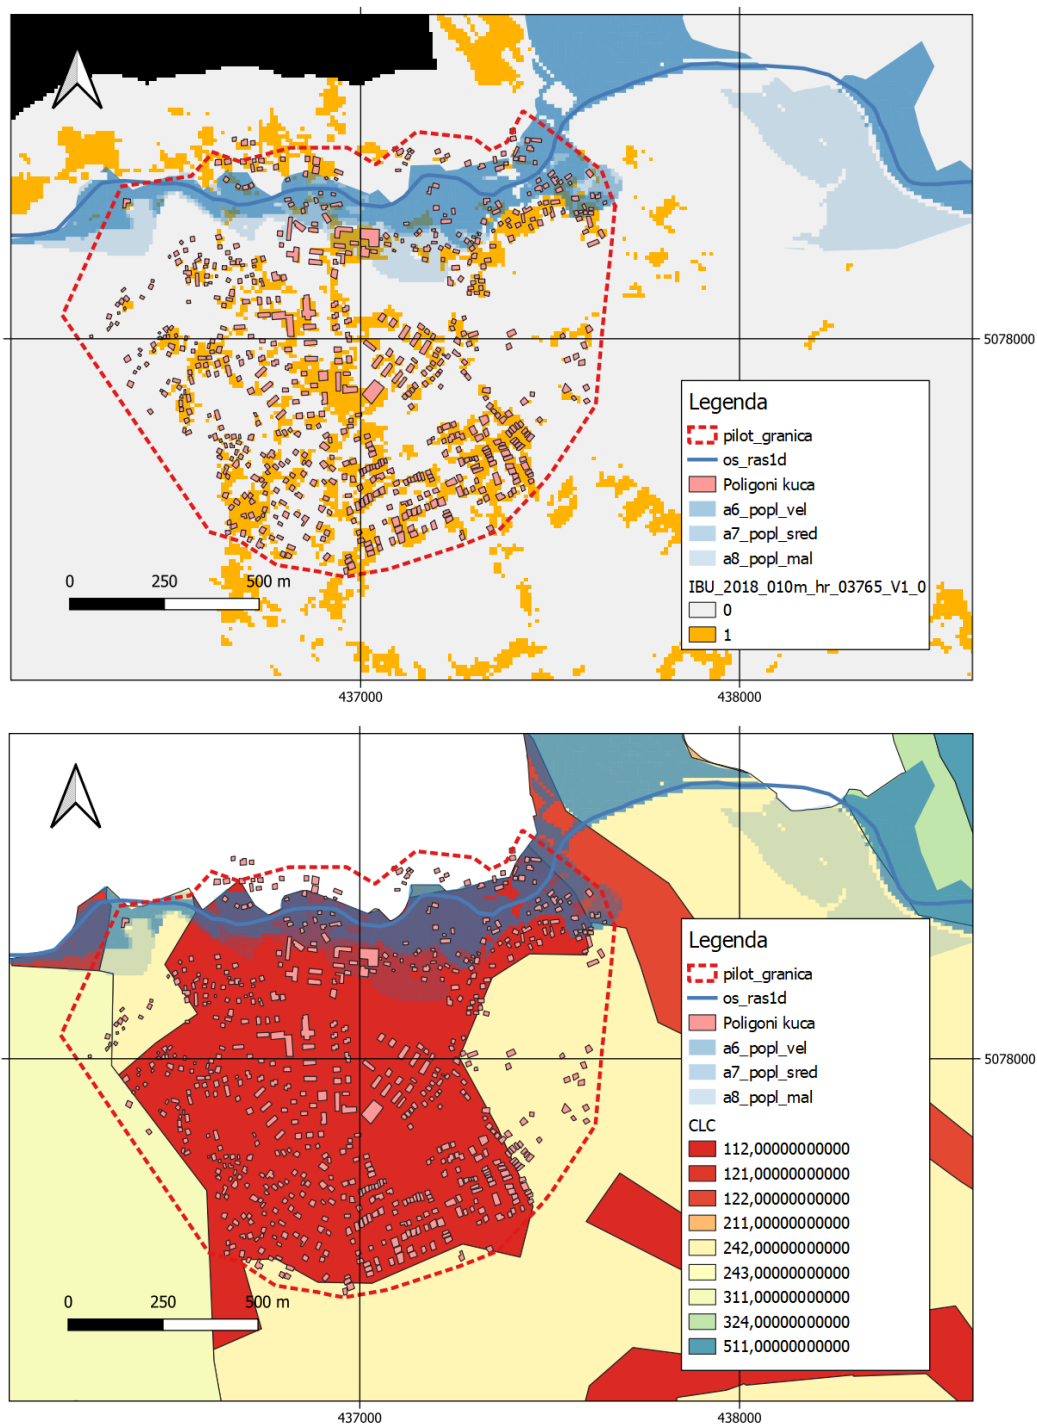 5078000
Legenda
pilot_granica
os_ras1d
Poligoni kuca
a6_popl_vel
a7_popl_sred
a8_popl_mal
IBU_2018_010m_hr_03765_V1_0
0
1
0 250 500 m
437000 438000
5078000
Legenda
pilot_granica
os_ras1d
Poligoni kuca
a6_popl_vel
a7_popl_sred
a8_popl_mal
CLC
112,00000000000
121,00000000000
122,00000000000
211,00000000000
242,00000000000
243,00000000000
311,00000000000
324,00000000000
511,00000000000
0 250 500 m
437000 438000